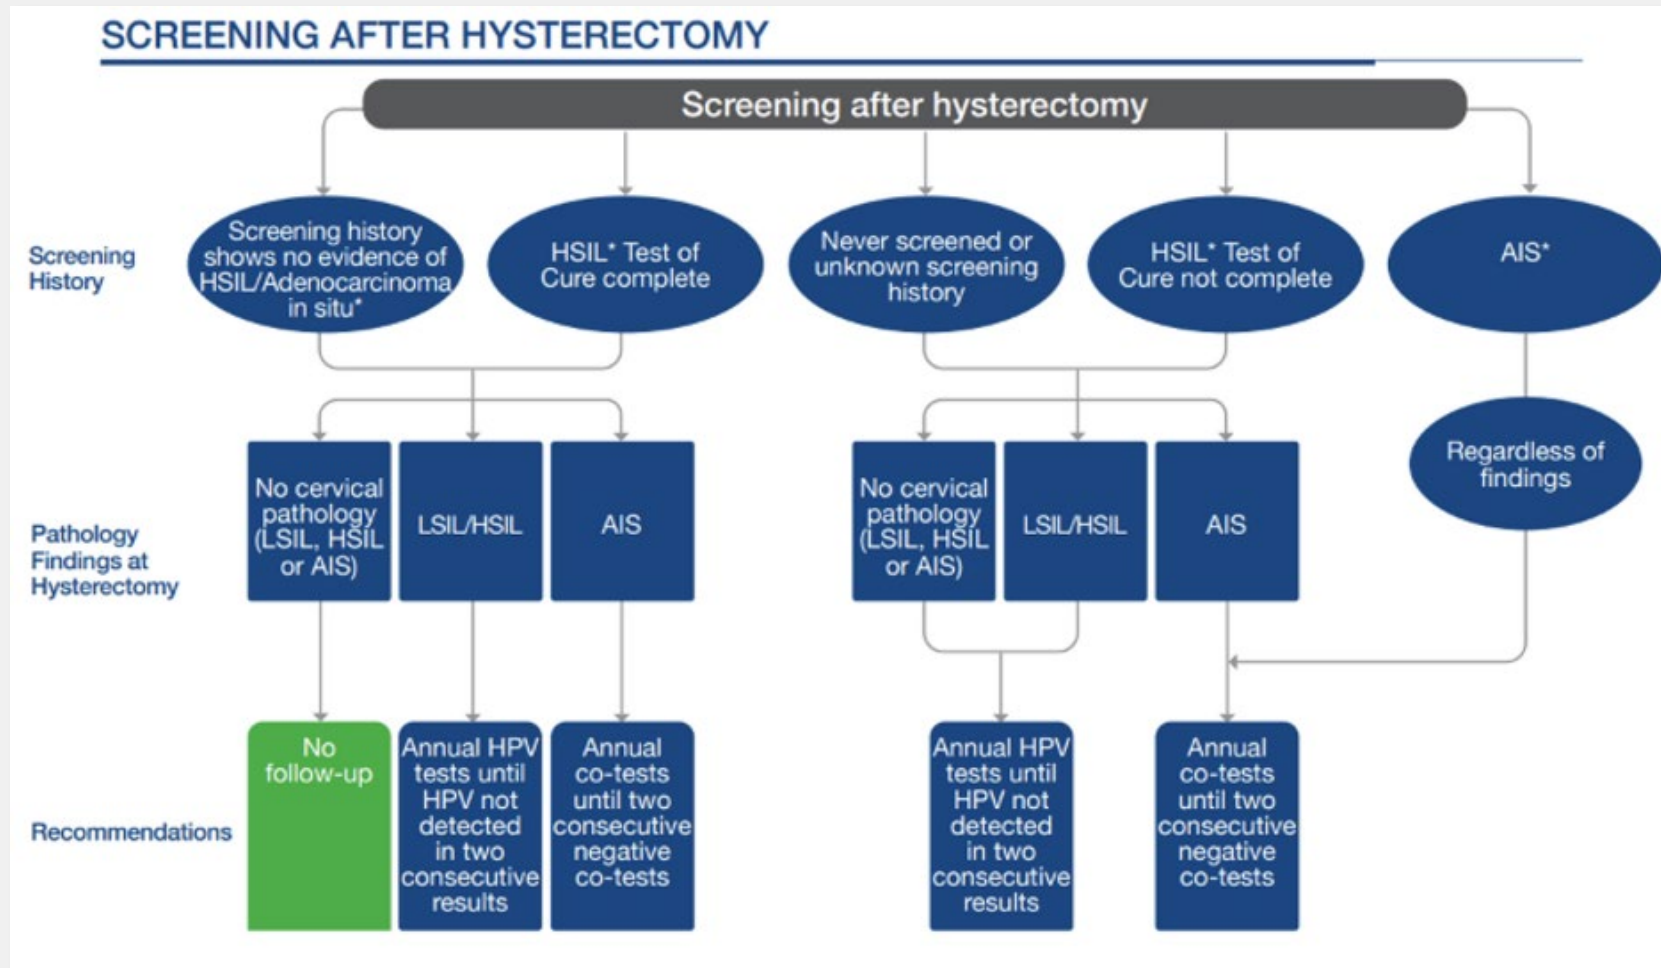 SCREENING AFTER HYSTERECTOMY
Screening after hysterectomy
Screening
History
Screening history
shows no evidence of
HSIL/Adenocarcinoma
in situ*
HSIL* Test of
Cure complete
Never screened or
unknown screening
history
HSIL* Test of
Cure not complete
AIS*
Regardless of
findings
Pathology
Findings at
Hysterectomy
No cervical
pathology
(LSIL, HSIL
or AIS)
LSIL/HSIL
AIS
No cervical
pathology
(LSIL, HSIL
or AIS)
LSIL/HSIL
AIS
Recommendations
No
follow-up
Annual HPV
tests until
HPV not
detected
in two
consecutive
results
Annual
co-tests
until two
consecutive
negative
co-tests
Annual HPV
tests until
HPV not
detected
in two
consecutive
results
Annual
co-tests
until two
consecutive
negative
co-tests